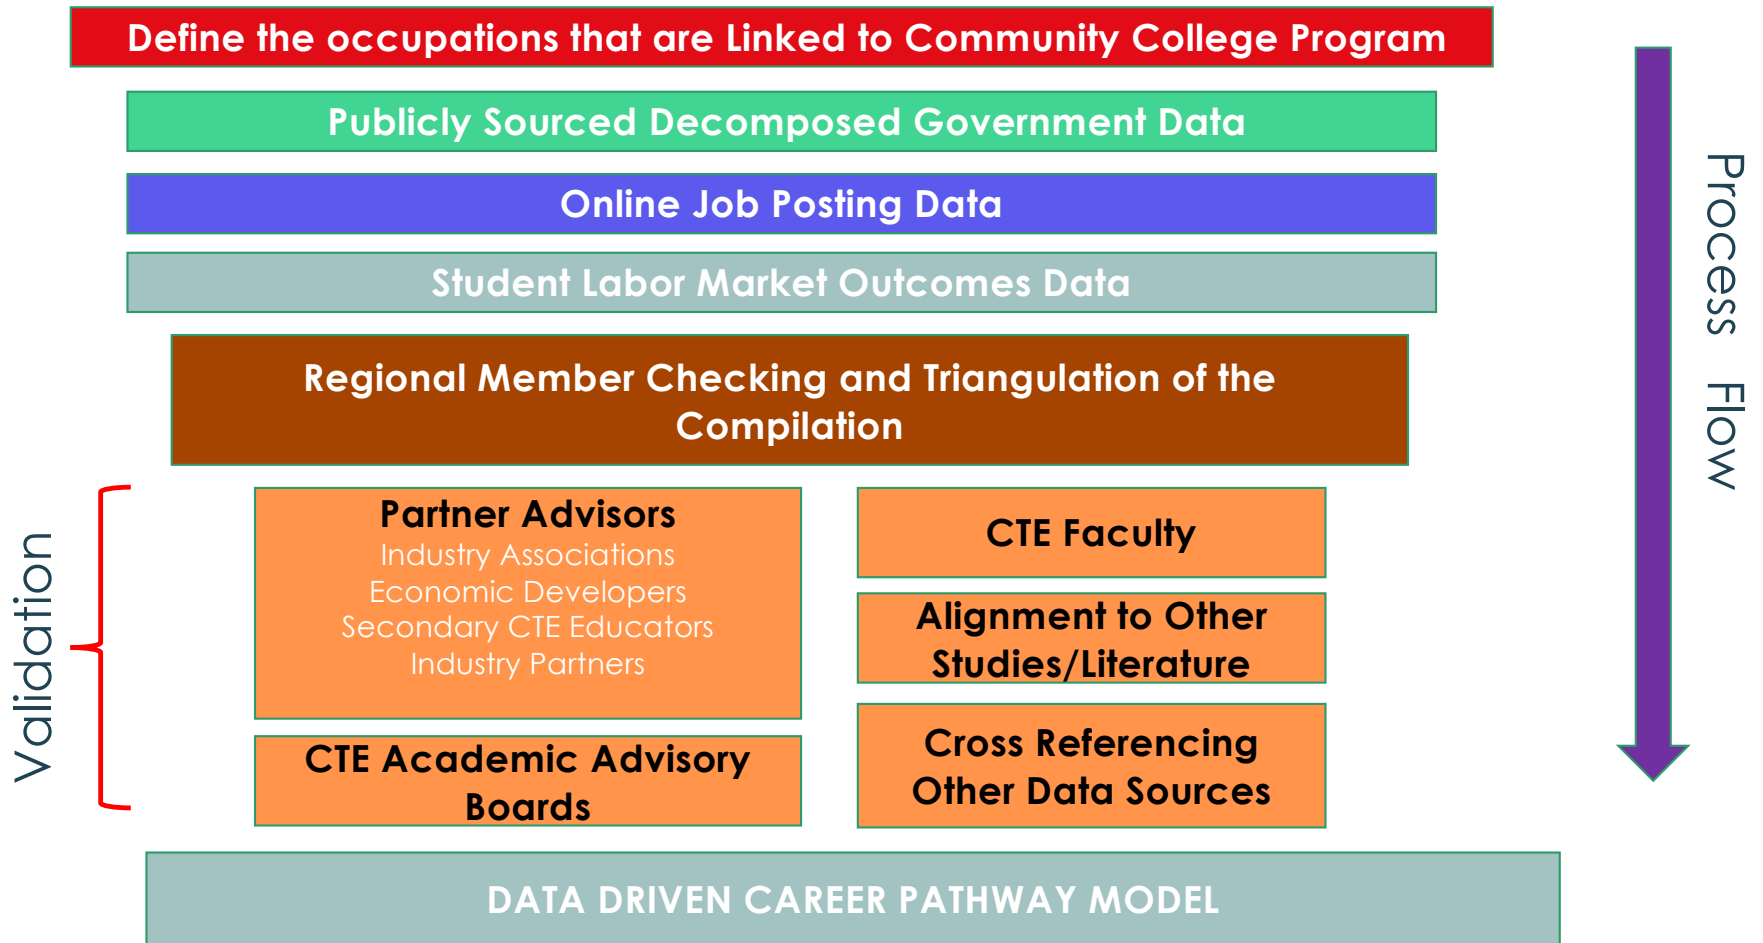 Define the occupations that are Linked to Community College Program
Publicly Sourced Decomposed Government Data
Online Job Posting Data
Student Labor Market Outcomes Data
Regional Member Checking and Triangulation of the
Compilation
Validation
Partner Advisors
Industry Associations
Economic Developers
Secondary CTE Educators
Industry Partners
CTE Academic Advisory
Boards
CTE Faculty
Alignment to Other
Studies/Literature
Cross Referencing
Other Data Sources
DATA DRIVEN CAREER PATHWAY MODEL
Process Flow